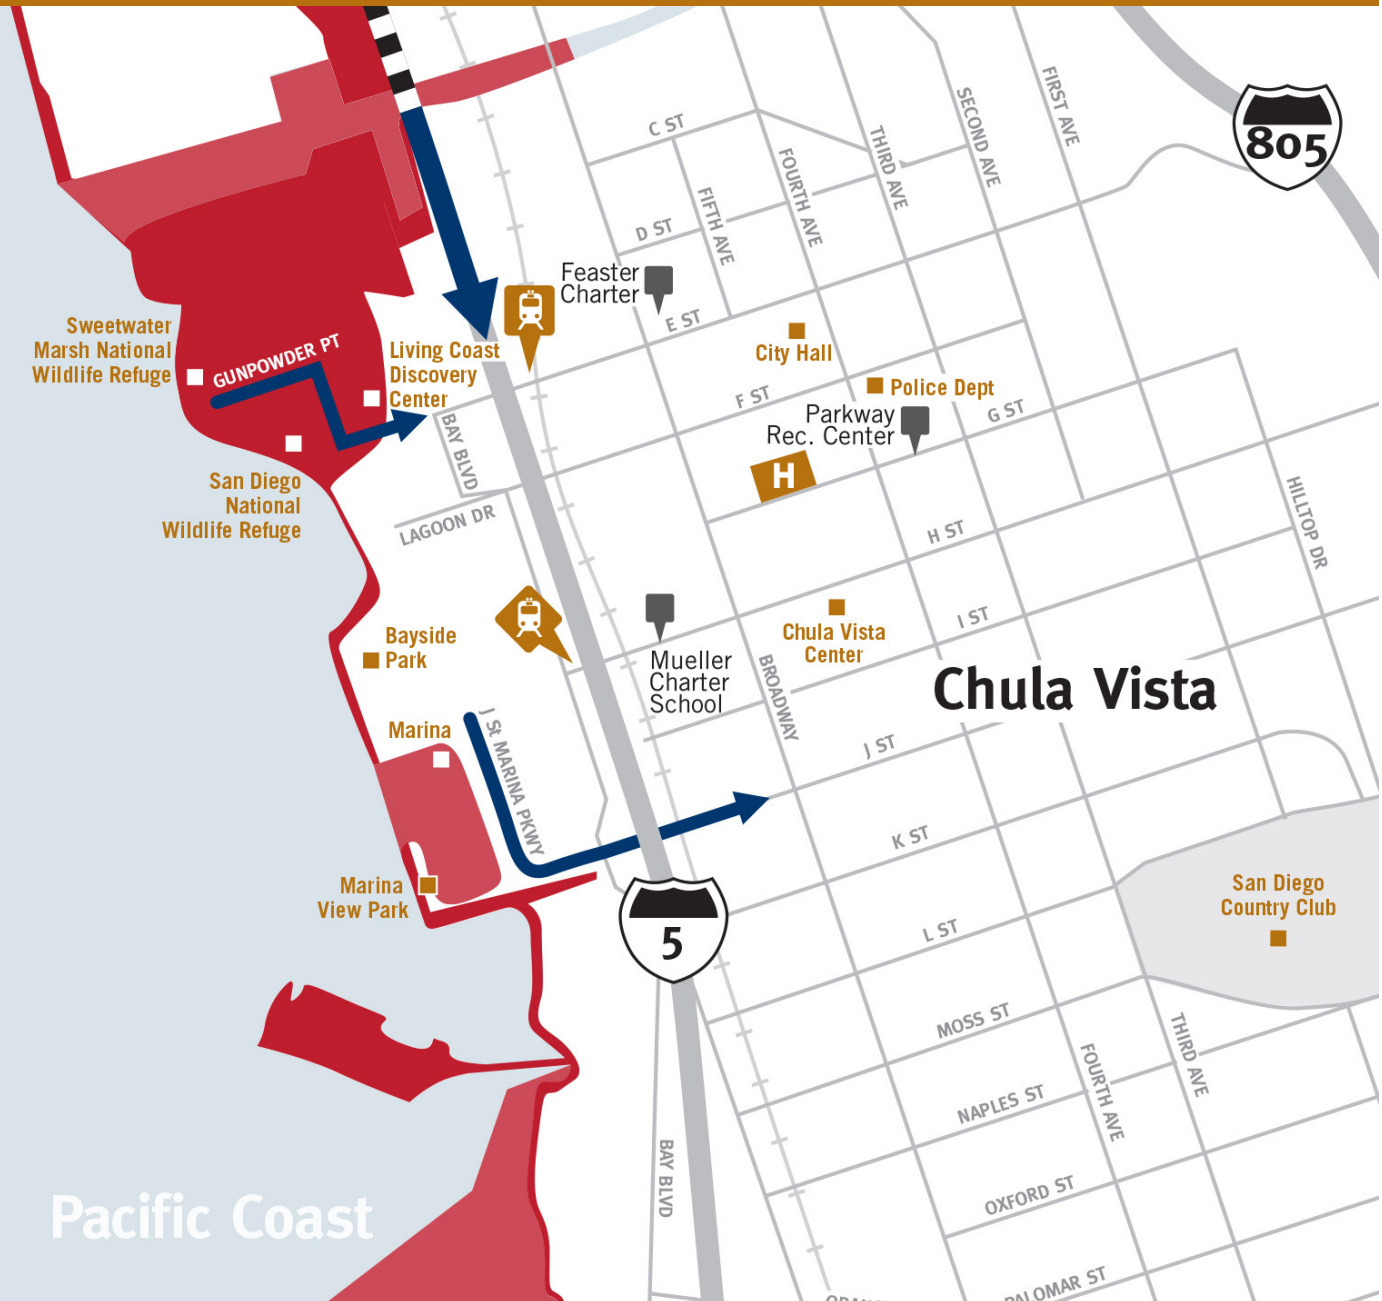 FIRST AVE
SECOND AVE
805
C ST
THIRD AVE
FOURTH AVE
FIFTH AVE
D ST
Feaster
Charter
E ST
Sweetwater
Marsh National
Wildlife Refuge
GUNPOWDER PT
Living Coast
Discovery
Center
City Hall
Police Dept
F ST
Parkway
Rec. Center
G ST
BAY BLVD
H
San Diego
National
Wildlife Refuge
LAGOON DR
HILLTOP DR
H ST
Bayside
Park
Chula Vista
Center
I ST
Mueller
Charter
School
BROADWAY
Chula Vista
Marina
J St MARINA PKWY
J ST
K ST
Marina
View Park
San Diego
Country Club
5
L ST
MOSS ST
THIRD AVE
FOURTH AVE
NAPLES ST
BAY BLVD
OXFORD ST
Pacific Coast
PALOMAR ST